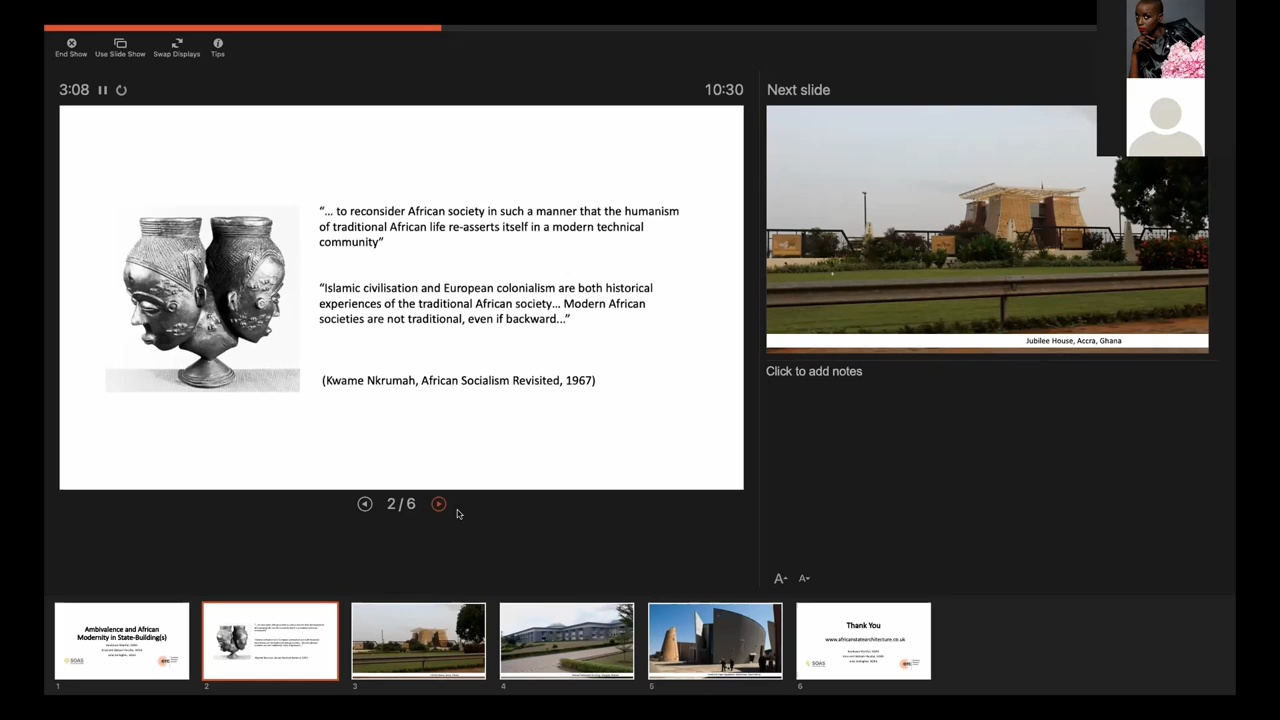 End Show
Use Slide Show
Swap Displays
Tips
3:08
10:30
“... to reconsider African society in such a manner that the humanism
of traditional African life re-asserts itself in a modern technical
community”
“Islamic civilisation and European colonialism are both historical
experiences of the traditional African society... Modern African
societies are not traditional, even if backward...”
(Kwame Nkrumah, African Socialism Revisited, 1967)
2/6
Next slide
Jubilee House, Accra, Ghana
Click to add notes
A
A
Ambivalence and African
Modernity in State-Building(s)
SOAS
erc
1
2
3
4
5
Thank You
www.africanstatearchitecture.co.uk
SOAS
erc
6